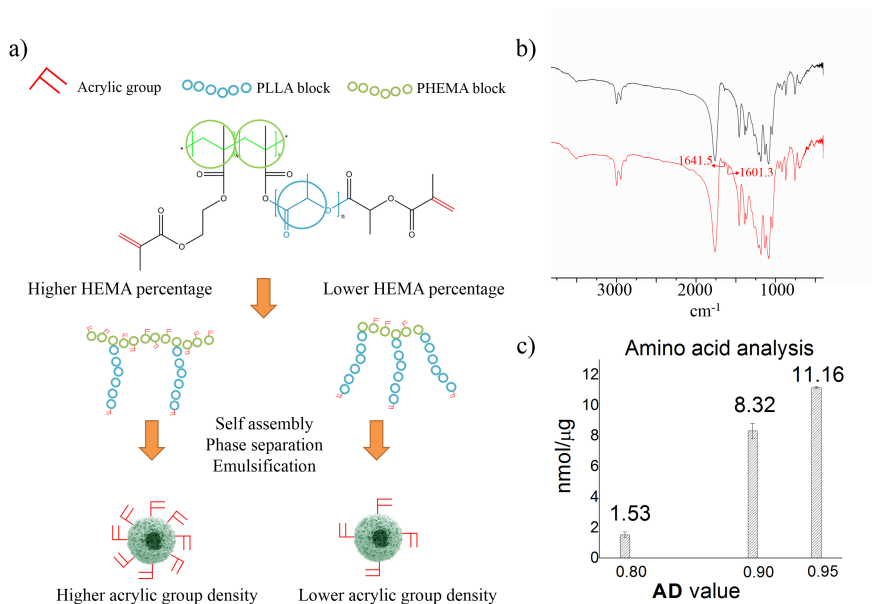 a)
Acrylic group
PLLA block
PHEMA block
*
*
x
y
O
O
O
O
O
O
O
n
O
O
O
O
Higher HEMA percentage
Lower HEMA percentage
Self assembly
Phase separation
Emulsification
Higher acrylic group density
Lower acrylic group density
b)
1641.5
1601.3
3000
2000
1000
cm-1
c)
Amino acid analysis
12
10
8
6
4
2
0
nmol/μg
1.53
8.32
11.16
0.80
0.90
0.95
AD value